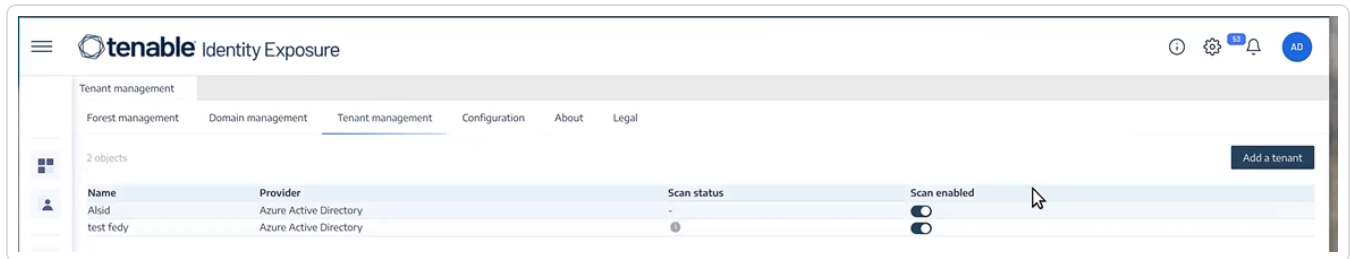 tenable Identity Exposure
53
AD
Tenant management
Forest management Domain management Tenant management Configuration About Legal
2 objects
Add a tenant
Name Provider Scan status Scan enabled
Alsid Azure Active Directory -
test fedy Azure Active Directory